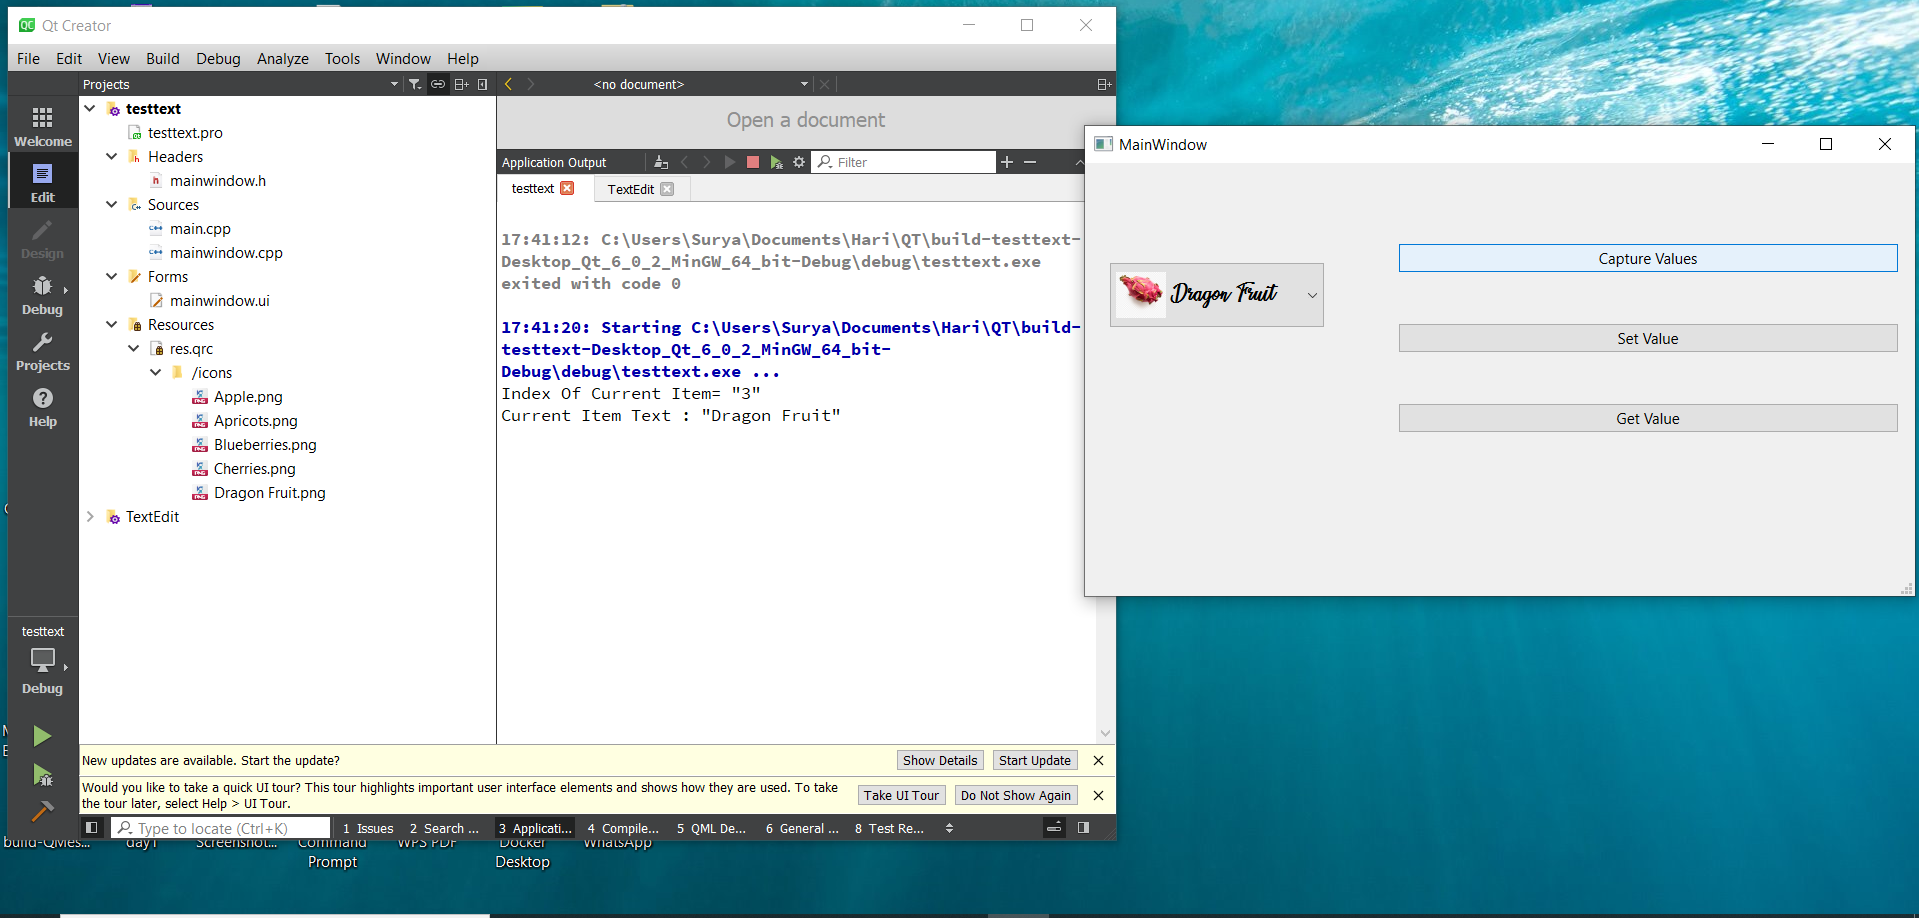 Qt Creator
File Edit View Build Debug Analyze Tools Window Help
Projects
<no document>
Welcome
Edit
Design
Debug
Projects
Help
testtext
Debug
testtext
testtext.pro
Headers
mainwindow.h
Sources
main.cpp
mainwindow.cpp
Forms
mainwindow.ui
Resources
res.qrc
/icons
Apple.png
Apricots.png
Blueberries.png
Cherries.png
Dragon Fruit.png
TextEdit
Open a document
Application Output
Filter
testtext TextEdit
17:41:12: C:\Users\Surya\Documents\Hari\QT\build-testtext-
Desktop_Qt_6_0_2_MinGW_64_bit-Debug\debug\testtext.exe
exited with code 0
17:41:20: Starting C:\Users\Surya\Documents\Hari\QT\build-
testtext-Desktop_Qt_6_0_2_MinGW_64_bit-
Debug\debug\testtext.exe ...
Index Of Current Item= "3"
Current Item Text : "Dragon Fruit"
New updates are available. Start the update? Show Details Start Update
Would you like to take a quick UI tour? This tour highlights important user interface elements and shows how they are used. To take
the tour later, select Help > UI Tour.
Take UI Tour Do Not Show Again
Type to locate (Ctrl+K) 1 Issues 2 Search ... 3 Applicati... 4 Compile... 5 QML De... 6 General ... 8 Test Re...
MainWindow
Dragon Fruit
Capture Values
Set Value
Get Value
build-QMes... day1 Screenshot... Command WPS PDF Docker WhatsApp
Prompt Desktop